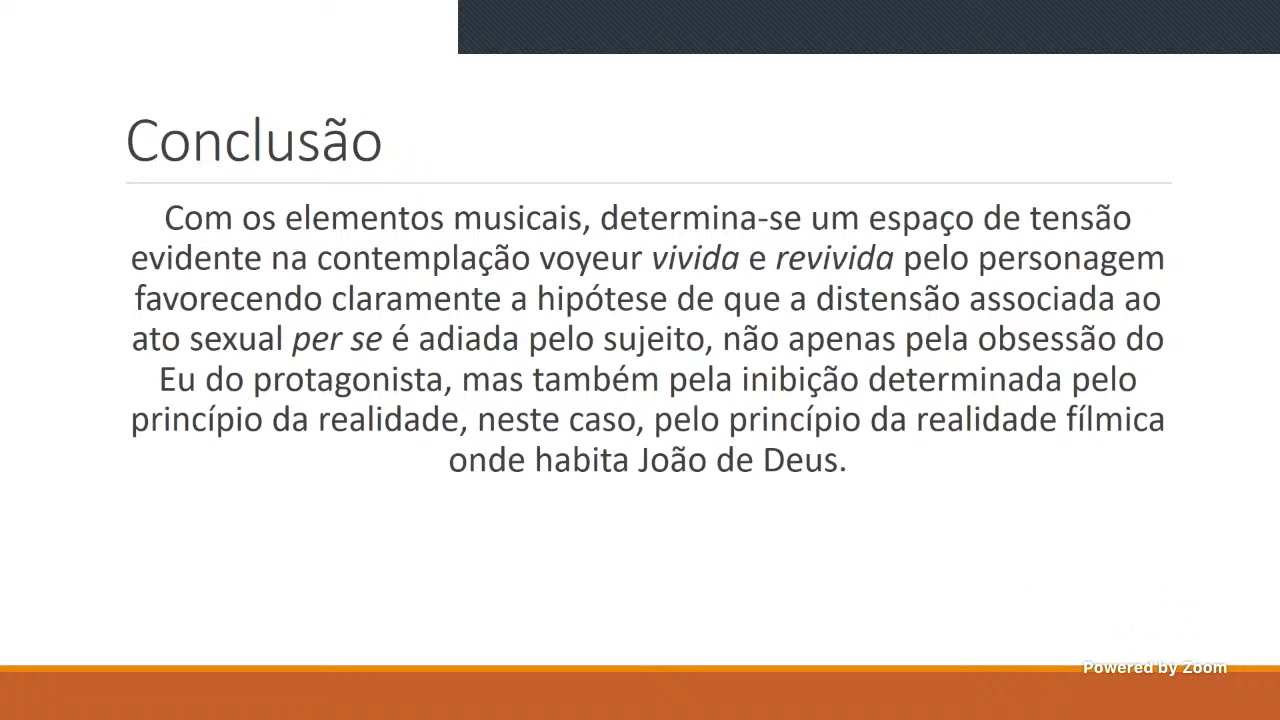 Conclusão
Com os elementos musicais, determina-se um espaço de tensão
evidente na contemplação voyeur vivida e revivida pelo personagem
favorecendo claramente a hipótese de que a distensão associada ao
ato sexual per se é adiada pelo sujeito, não apenas pela obsessão do
Eu do protagonista, mas também pela inibição determinada pelo
princípio da realidade, neste caso, pelo princípio da realidade fílmica
onde habita João de Deus.
Powered by Zoom